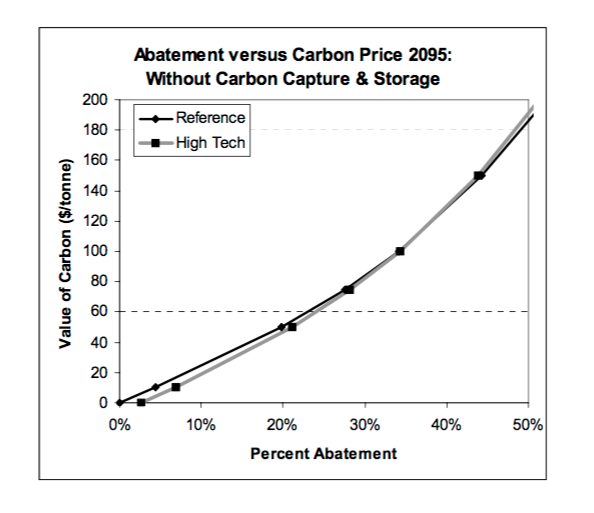 Abatement versus Carbon Price 2095:
Without Carbon Capture & Storage
Reference
High Tech
Value of Carbon ($/tonne)
200
180
160
140
120
100
80
60
40
20
0
0% 10% 20% 30% 40% 50%
Percent Abatement